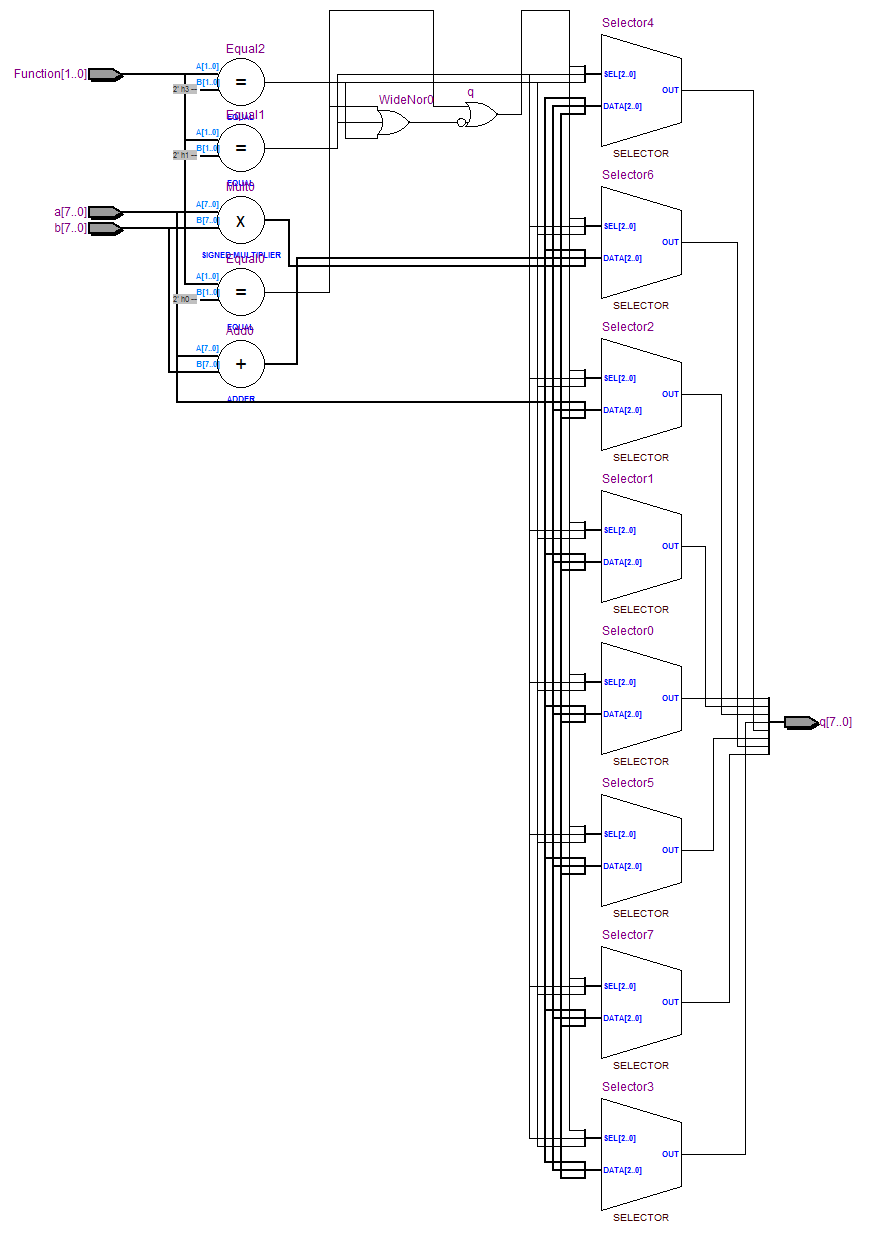 Function[1..0]
a[7..0]
b[7..0]
Equal2
A[1..0]
B[1..0]
2' h3 --
=
EQUAL
Equal1
A[1..0]
B[1..0]
2' h1 --
=
EQUAL
Mult0
A[7..0]
B[7..0]
X
SIGNED MULTIPLIER
Equal0
A[1..0]
B[1..0]
2' h0 --
=
EQUAL
Add0
A[7..0]
B[7..0]
+
ADDER
WideNor0
q
Selector4
SEL[2..0]
OUT
DATA[2..0]
SELECTOR
Selector6
SEL[2..0]
OUT
DATA[2..0]
SELECTOR
Selector2
SEL[2..0]
OUT
DATA[2..0]
SELECTOR
Selector1
SEL[2..0]
OUT
DATA[2..0]
SELECTOR
Selector0
SEL[2..0]
OUT
DATA[2..0]
SELECTOR
Selector5
SEL[2..0]
OUT
DATA[2..0]
SELECTOR
Selector7
SEL[2..0]
OUT
DATA[2..0]
SELECTOR
Selector3
SEL[2..0]
OUT
DATA[2..0]
SELECTOR
q[7..0]